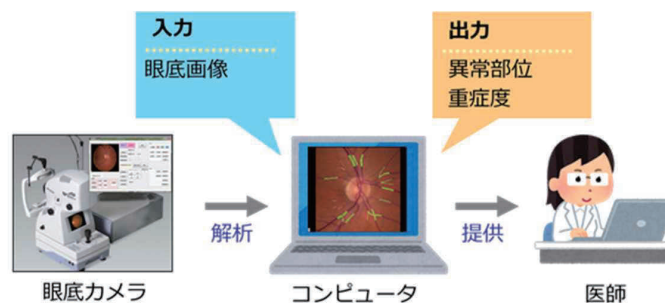 入力
眼底画像
出力
異常部位
重症度
解析
提供
眼底カメラ
コンピュータ
医師